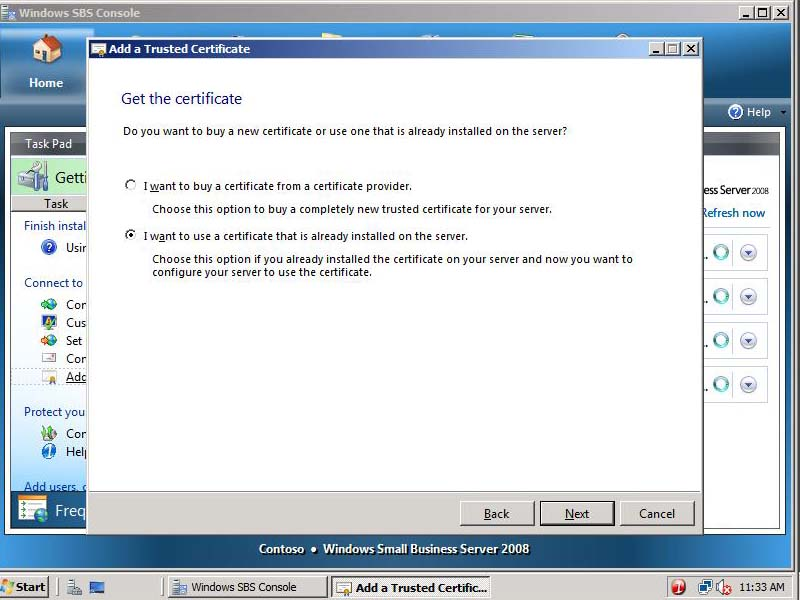 Windows SBS Console
Home
Add a Trusted Certificate
Help
Task Pad
Task
Finish
Connect to
Set
Protect your
Add users,
Get the certificate
Do you want to buy a new certificate or use one that is already installed on the server?
I want to buy a certificate from a certificate provider.
Choose this option to buy a completely new trusted certificate for your server.
I want to use a certificate that is already installed on the server.
Choose this option if you already installed the certificate on your server and now you want to
configure your server to use the certificate.
Back
Next
Cancel
Server 2008
Refresh now
Contoso • Windows Small Business Server 2008
Start
Windows SBS Console
Add a Trusted Certific...
11:33 AM